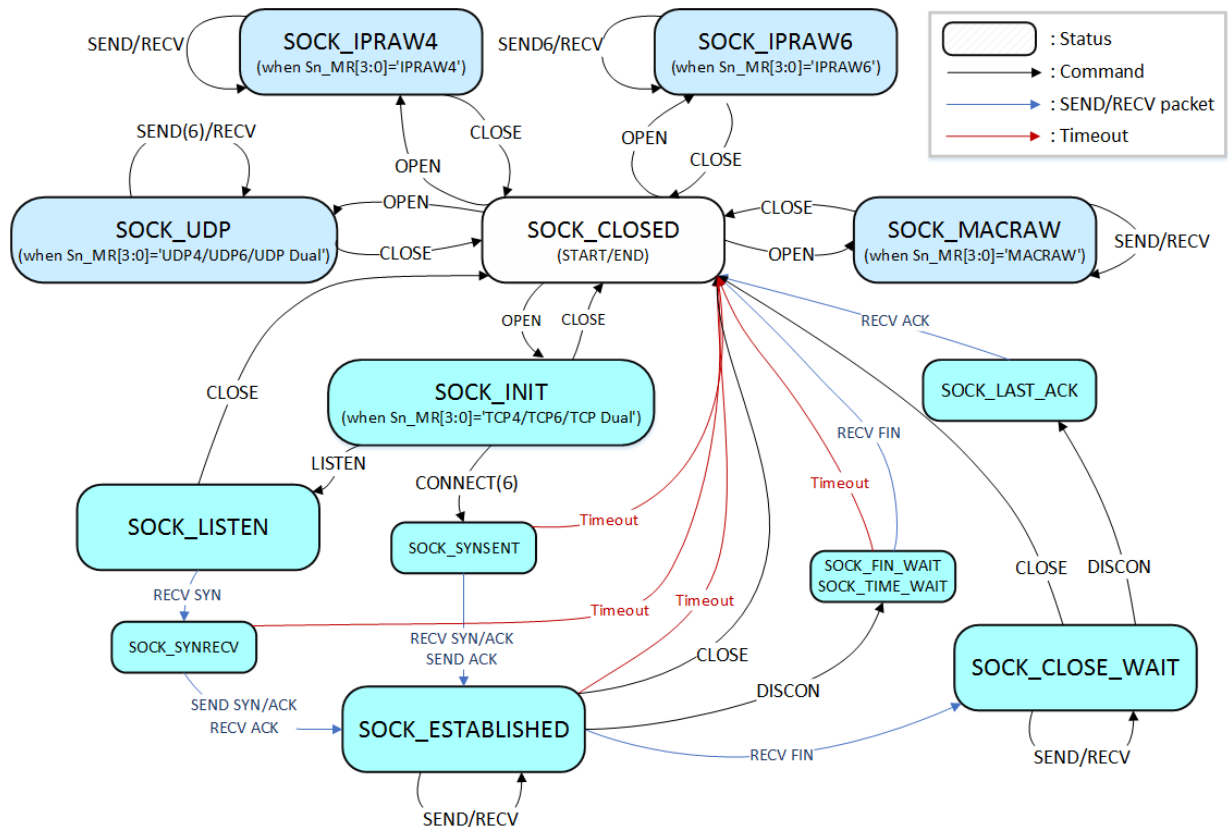 SEND/RECV
SOCK_IPRAW4
(when Sn_MR[3:0]='IPRAW4')
SEND6/RECV
SOCK_IPRAW6
(when Sn_MR[3:0]='IPRAW6')
: Status
: Command
: SEND/RECV packet
: Timeout
SEND(6)/RECV
CLOSE
OPEN
OPEN
CLOSE
SOCK_UDP
(when Sn_MR[3:0]='UDP4/UDP6/UDP Dual')
OPEN
CLOSE
SOCK_CLOSED
(START/END)
CLOSE
OPEN
SOCK_MACRAW
(when Sn_MR[3:0]='MACRAW')
SEND/RECV
OPEN
CLOSE
RECV ACK
SOCK_INIT
(when Sn_MR[3:0]='TCP4/TCP6/TCP Dual')
CLOSE
SOCK_LAST_ACK
RECV FIN
LISTEN
CONNECT(6)
Timeout
SOCK_LISTEN
Timeout
SOCK_SYNSENT
SOCK_FIN_WAIT
SOCK_TIME_WAIT
CLOSE
DISCON
RECV SYN
Timeout
Timeout
SOCK_SYNRECV
RECV SYN/ACK
SEND ACK
CLOSE
SOCK_CLOSE_WAIT
DISCON
SEND SYN/ACK
RECV ACK
SOCK_ESTABLISHED
RECV FIN
SEND/RECV
SEND/RECV